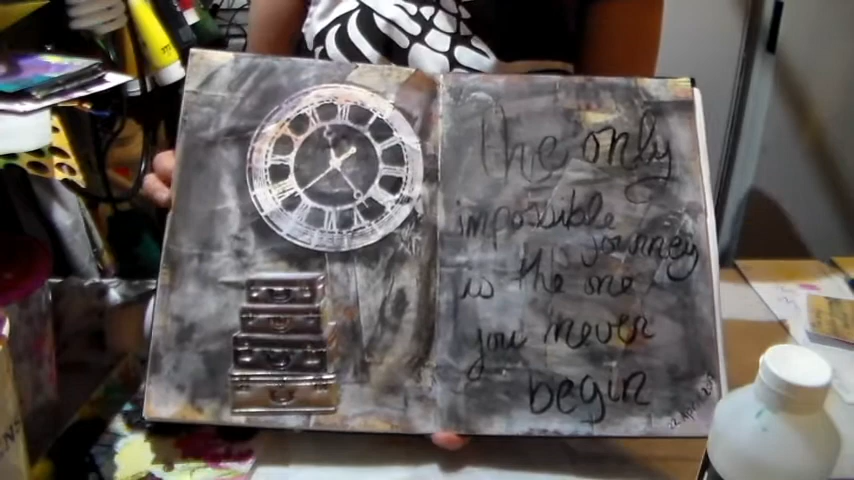 the only
impossible
journey
is the one
you never
begin